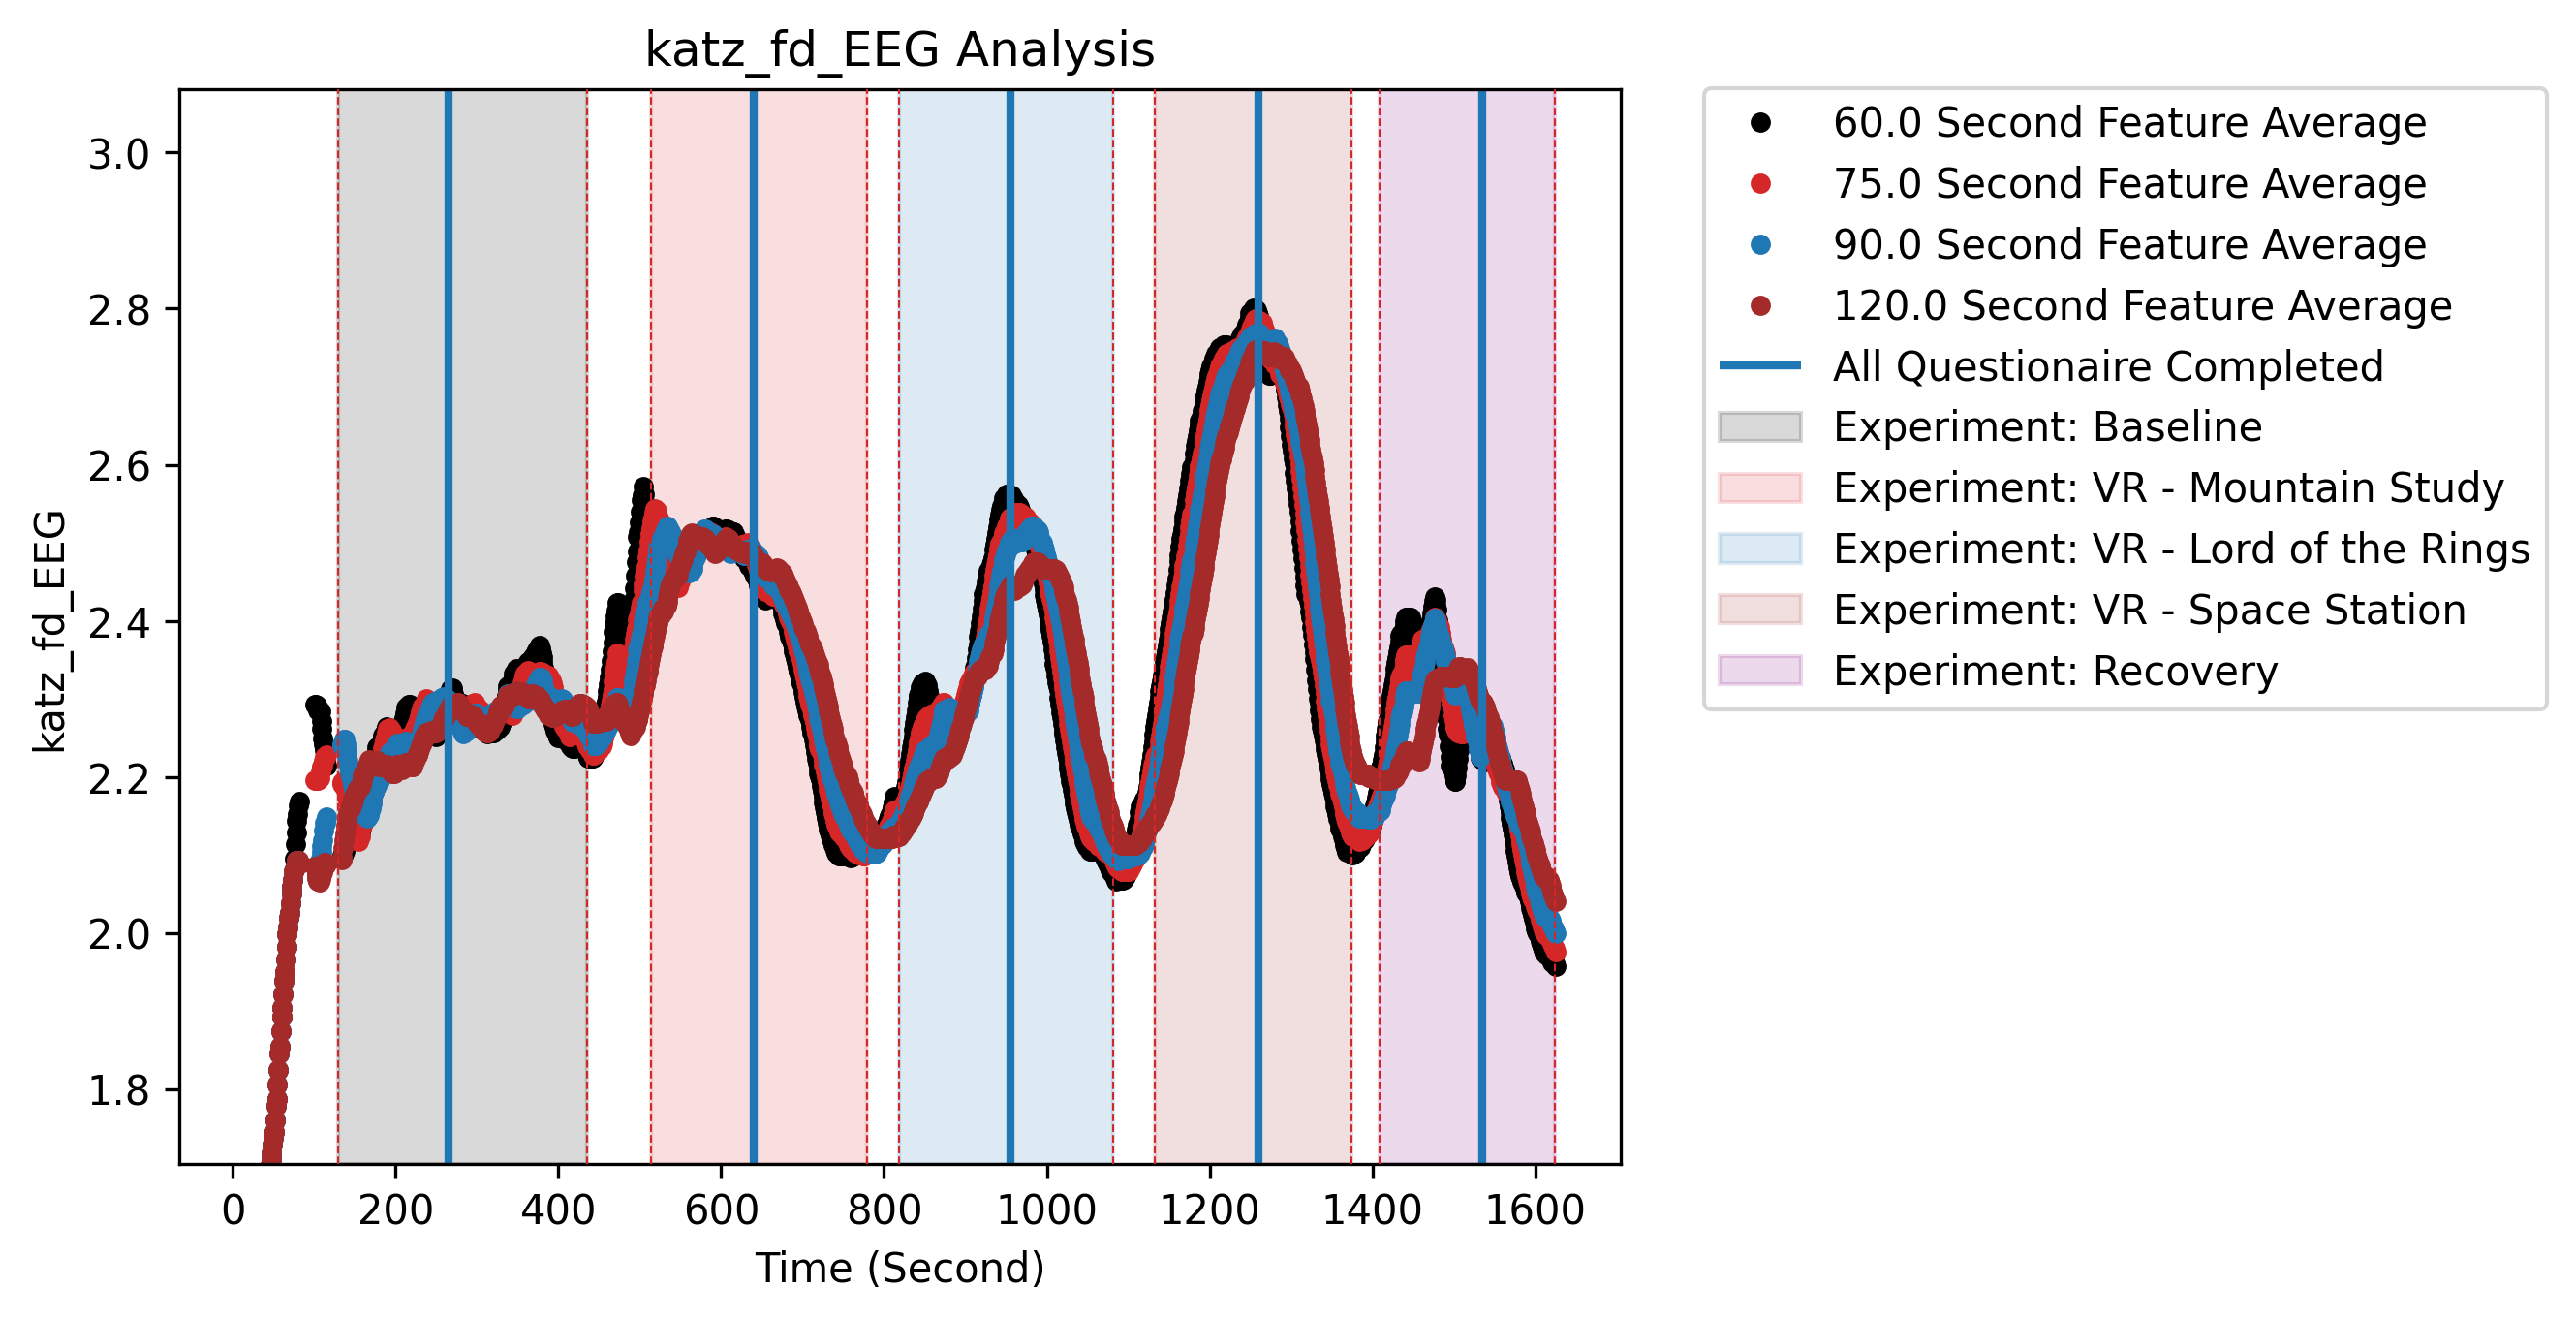 katz_fd_EEG Analysis
katz_fd_EEG
3.0
2.8
2.6
2.4
2.2
2.0
1.8
0 200 400 600 800 1000 1200 1400 1600
Time (Second)
60.0 Second Feature Average
75.0 Second Feature Average
90.0 Second Feature Average
120.0 Second Feature Average
All Questionaire Completed
Experiment: Baseline
Experiment: VR - Mountain Study
Experiment: VR - Lord of the Rings
Experiment: VR - Space Station
Experiment: Recovery